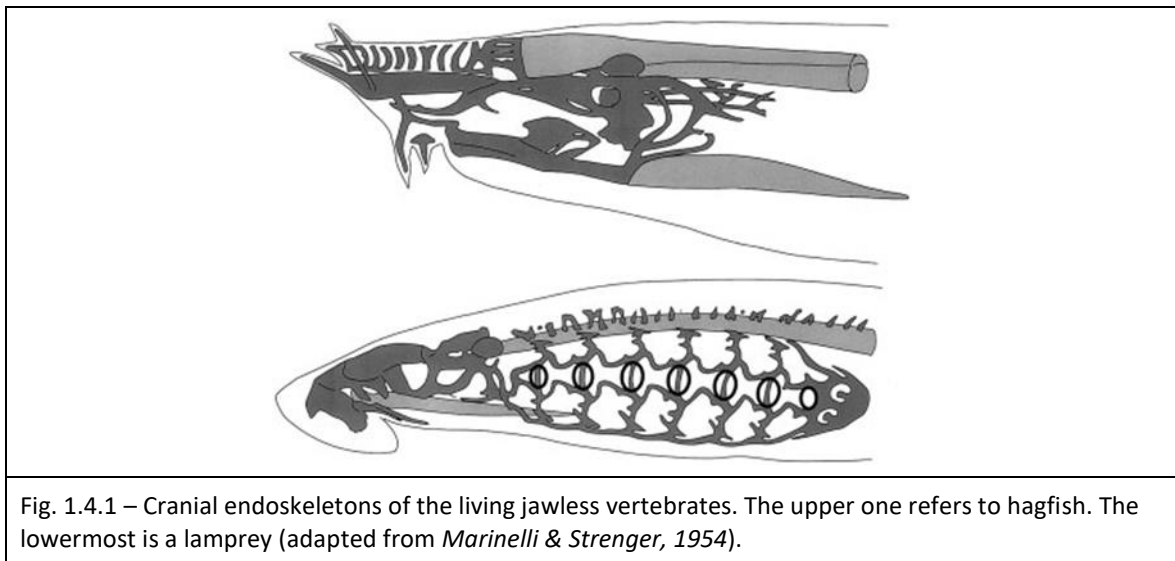 Fig. 1.4.1 – Cranial endoskeletons of the living jawless vertebrates. The upper one refers to hagfish. The
lowermost is a lamprey (adapted from Marinelli & Strenger, 1954).